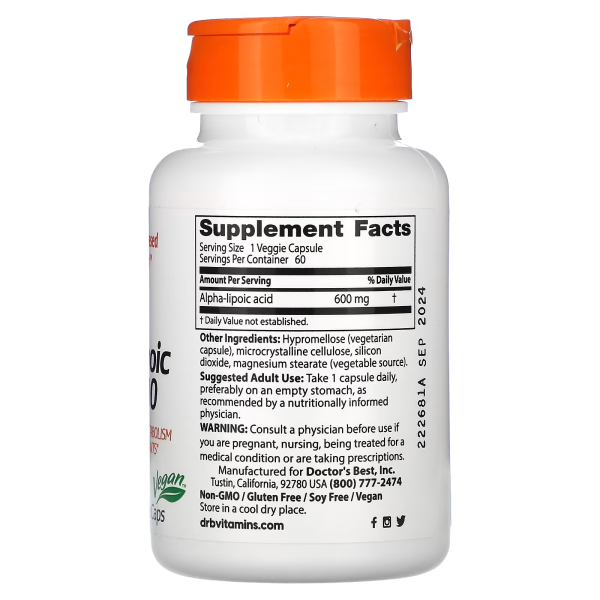 Supplement Facts
Serving Size 1 Veggie Capsule
Servings Per Container 60
Amount Per Serving % Daily Value
Alpha-lipoic acid 600 mg †
† Daily Value not established.
Other Ingredients: Hypromellose (vegetarian
capsule), microcrystalline cellulose, silicon
dioxide, magnesium stearate (vegetable source).
Suggested Adult Use: Take 1 capsule daily,
preferably on an empty stomach, as
recommended by a nutritionally informed
physician.
WARNING: Consult a physician before use if
you are pregnant, nursing, being treated for a
medical condition or are taking prescriptions.
Manufactured for Doctor's Best, Inc.
Tustin, California, 92780 USA (800) 777-2474
Non-GMO / Gluten Free / Soy Free / Vegan
Store in a cool dry place.
drbvitamins.com
222681A SEP 2024
oic
0
Vegan
Caps